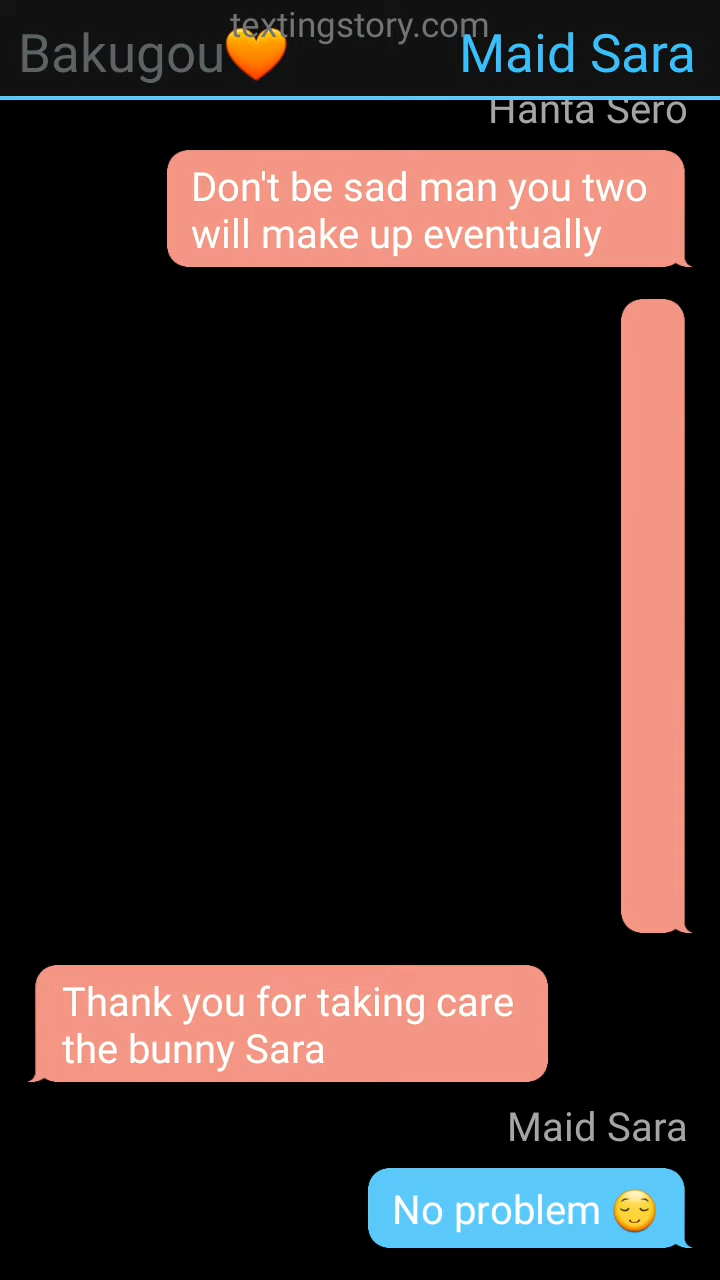 textingstory.com
Bakugou🧡 Maid Sara
Hanta Sero
Don't be sad man you two
will make up eventually
Thank you for taking care
the bunny Sara
Maid Sara
No problem 😌